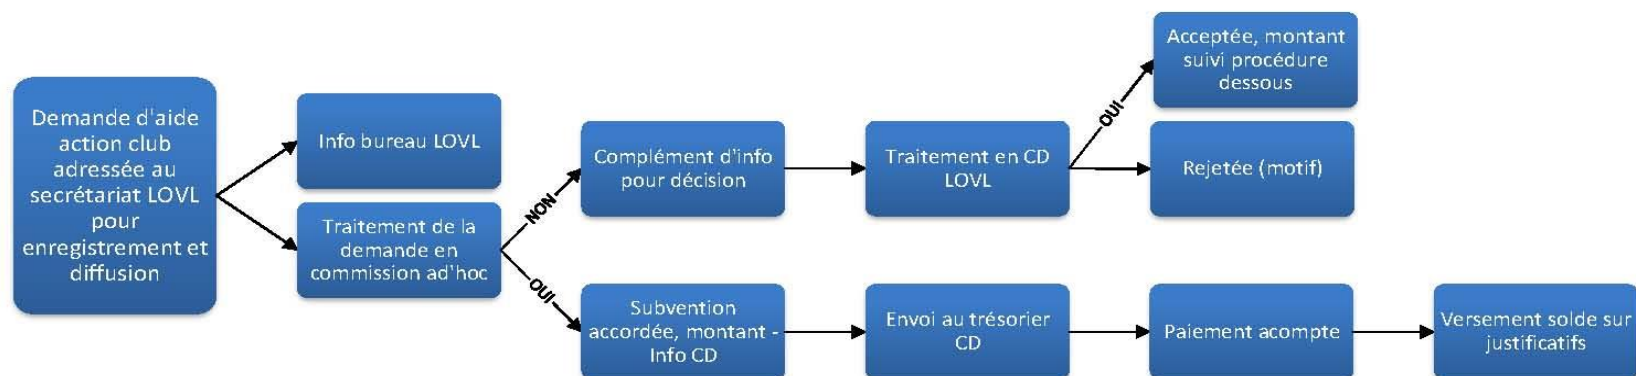 Demande d'aide
action club
adressée au
secrétariat LOVL
pour
enregistrement et
diffusion
Info bureau LOVL
Traitement de la
demande en
commission ad'hoc
NON
OUI
Complément d'info
pour décision
Traitement en CD
LOVL
OUI
Acceptée, montant
suivi procédure
dessous
Rejetée (motif)
Subvention
accordée, montant -
Info CD
Envoi au trésorier
CD
Paiement acompte
Versement solde sur
justificatifs